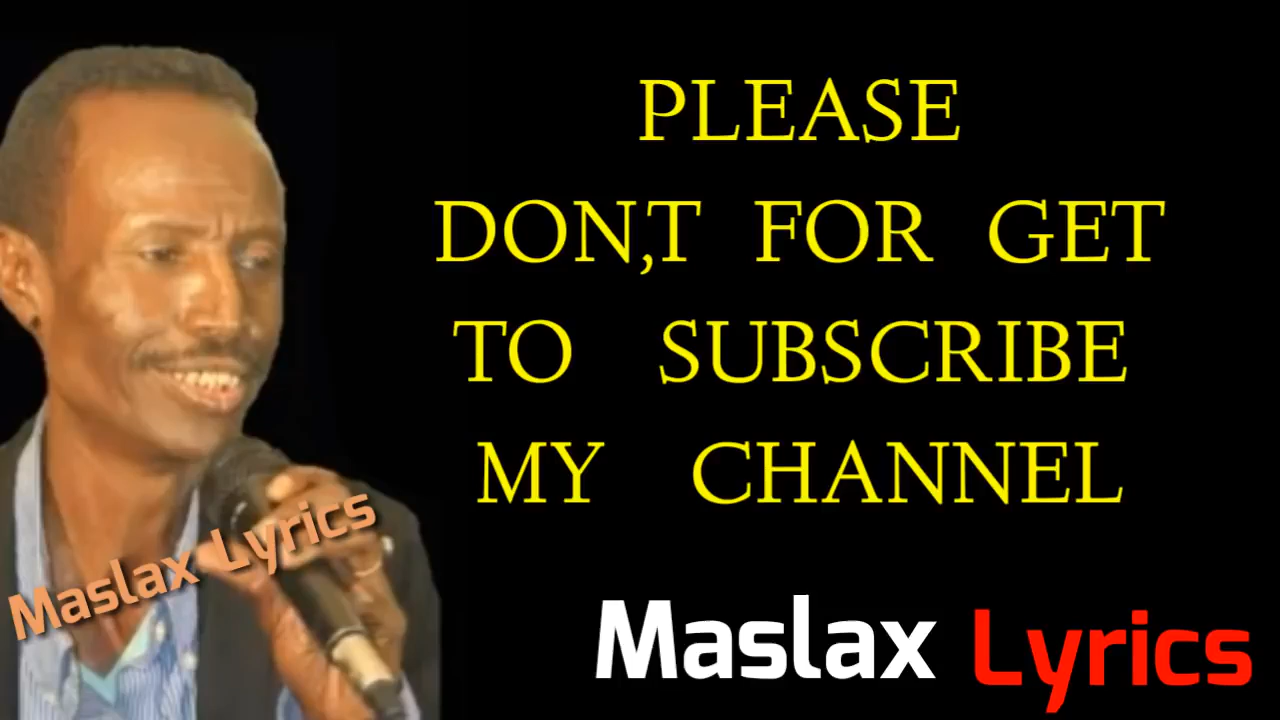 PLEASE
DON,T FOR GET
TO SUBSCRIBE
MY CHANNEL
Maslax Lyrics
Maslax Lyrics